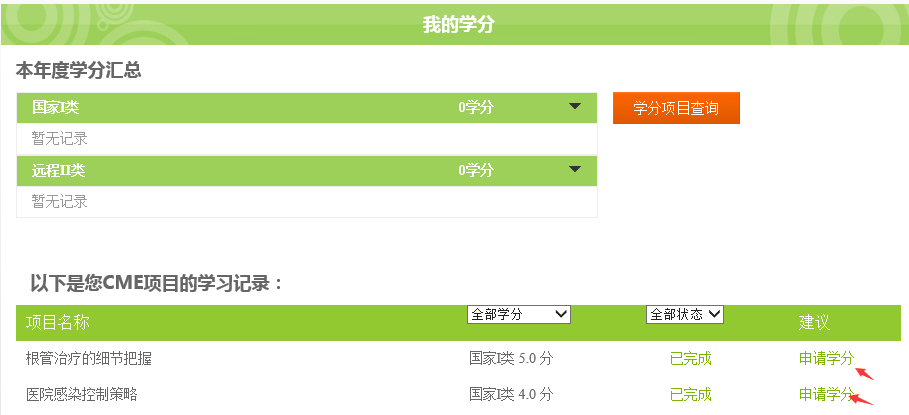 我的学分
本年度学分汇总
国家I类 0学分
学分项目查询
暂无记录
远程II类 0学分
暂无记录
以下是您CME项目的学习记录：
项目名称 全部学分 全部状态 建议
根管治疗的细节把握 国家I类 5.0 分 已完成 申请学分
医院感染控制策略 国家I类 4.0 分 已完成 申请学分